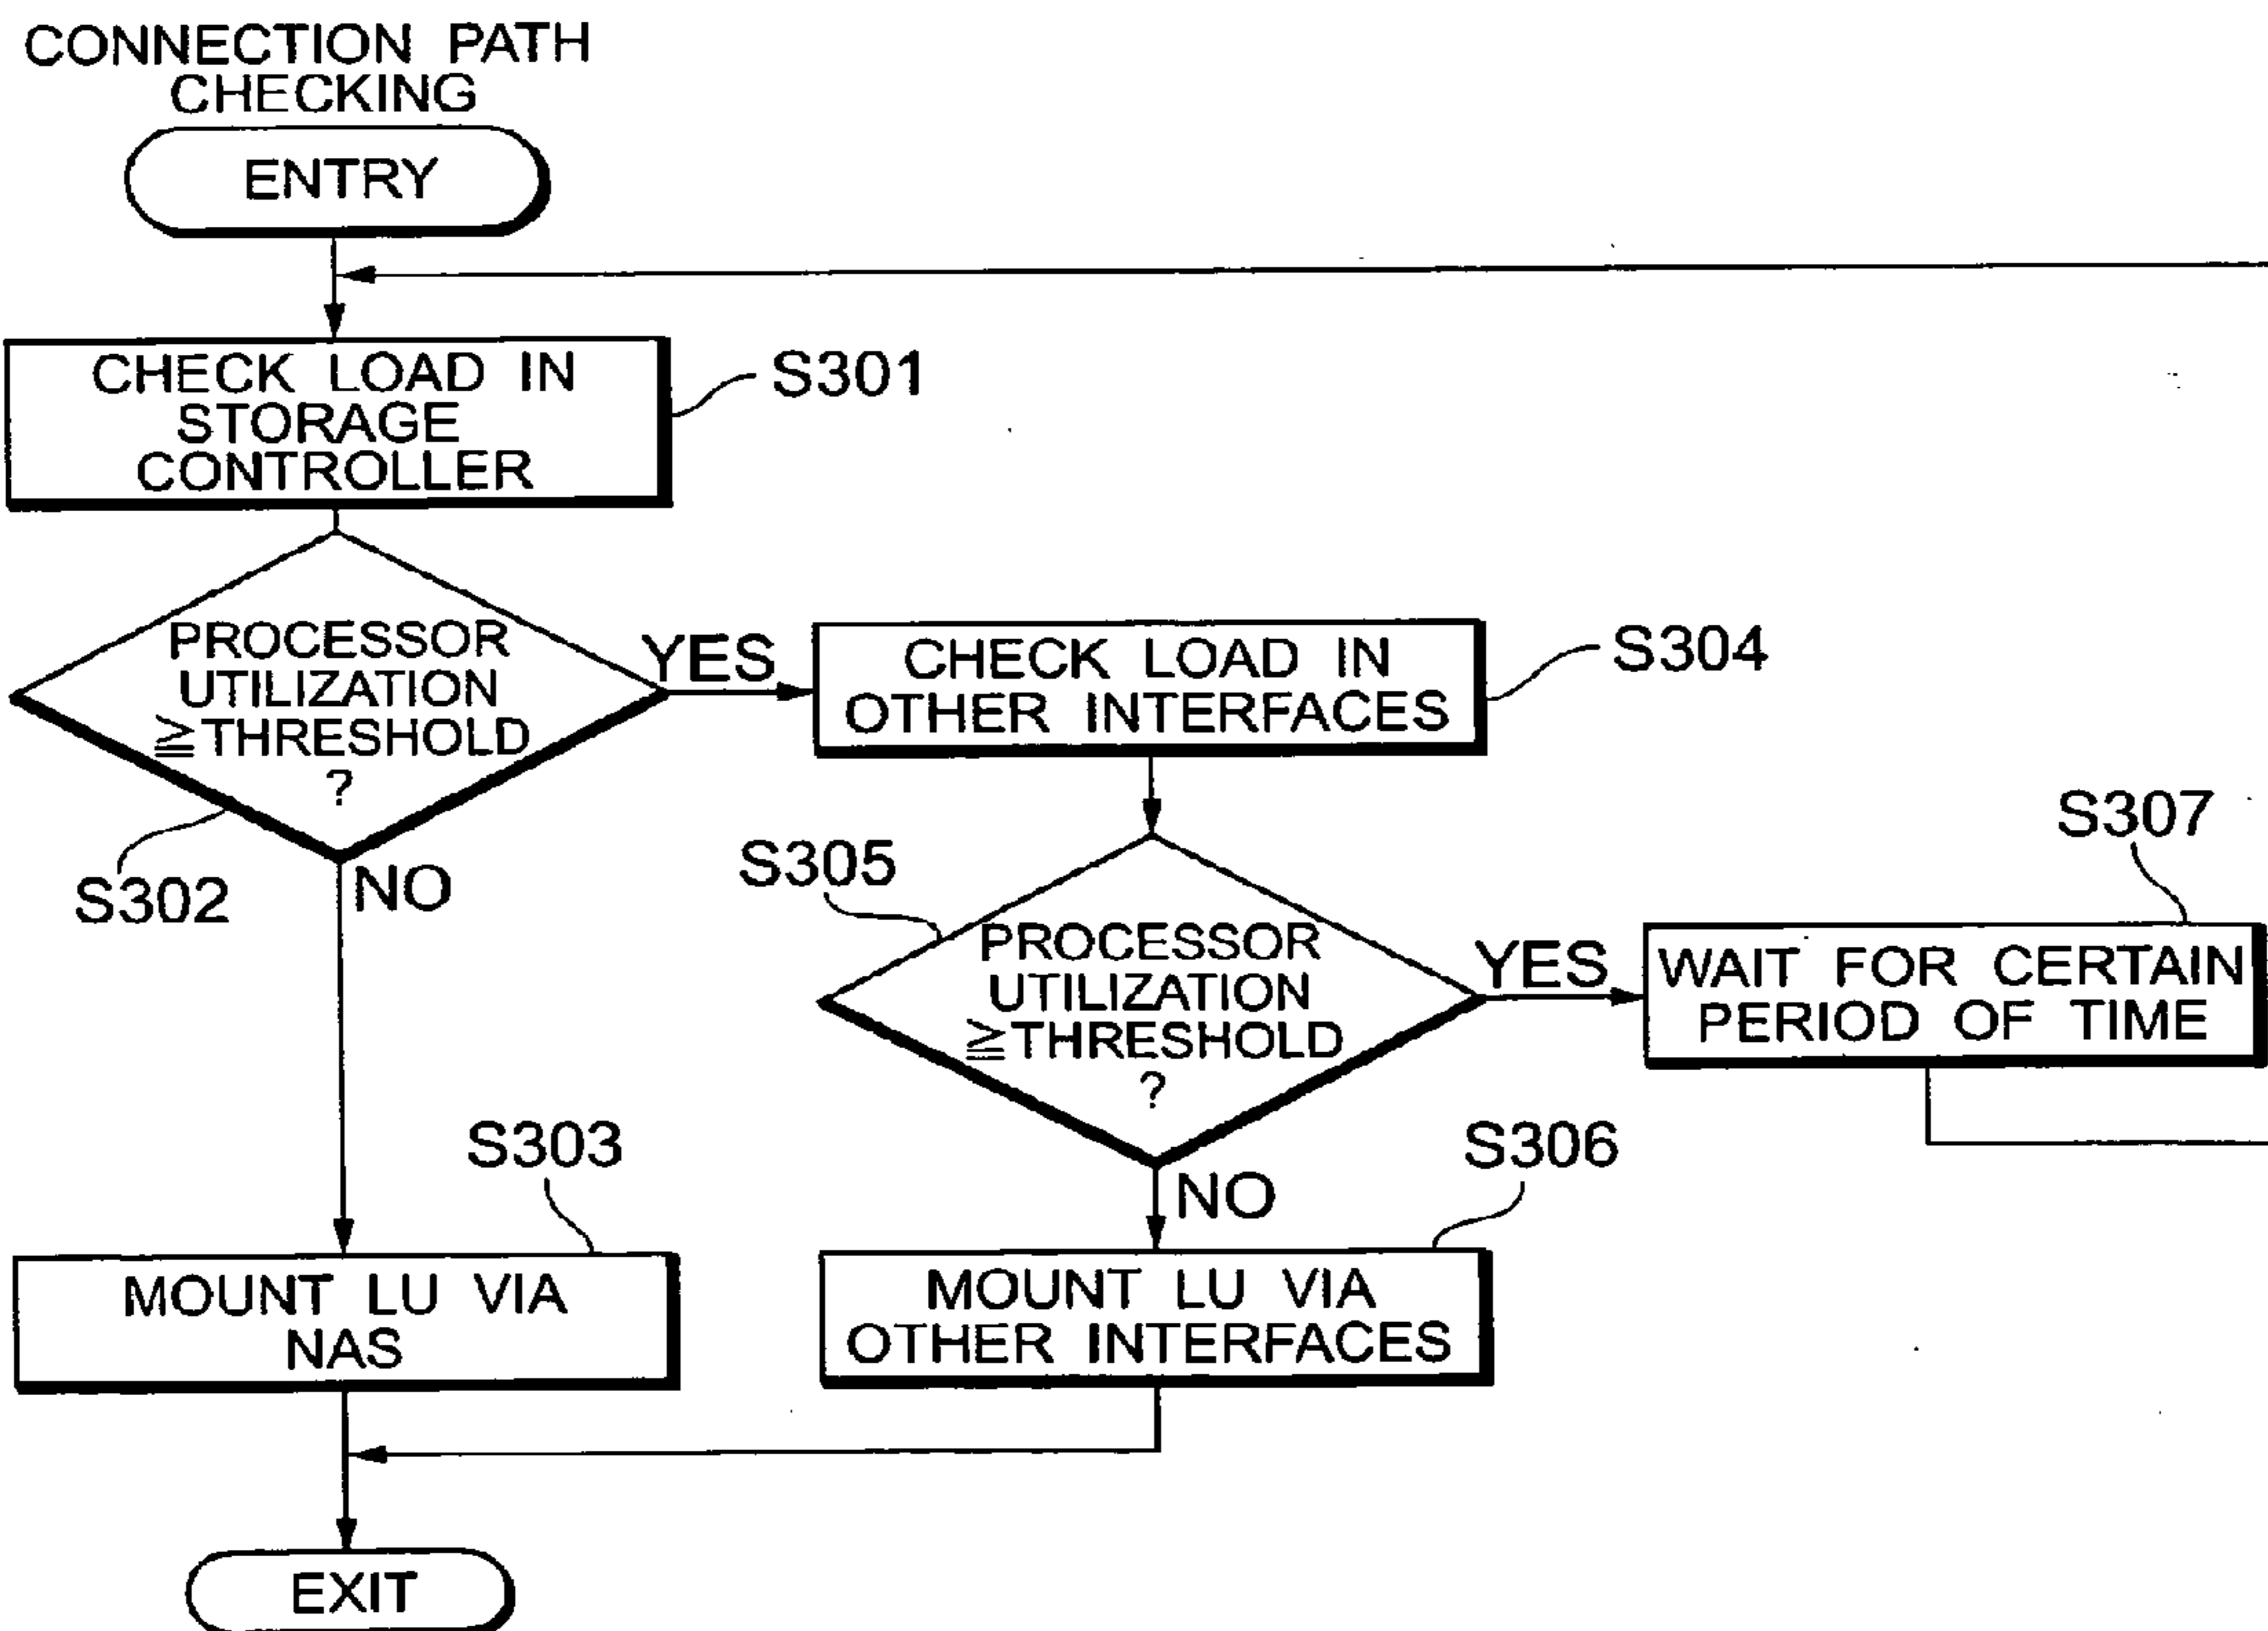 CONNECTION PATH
CHECKING
ENTRY
CHECK LOAD IN
STORAGE
CONTROLLER
S301
PROCESSOR
UTILIZATION
≧THRESHOLD
?
S302
YES
NO
CHECK LOAD IN
OTHER INTERFACES
S304
S305
PROCESSOR
UTILIZATION
≧THRESHOLD
?
YES
NO
S307
WAIT FOR CERTAIN
PERIOD OF TIME
S303
MOUNT LU VIA
NAS
S306
MOUNT LU VIA
OTHER INTERFACES
EXIT